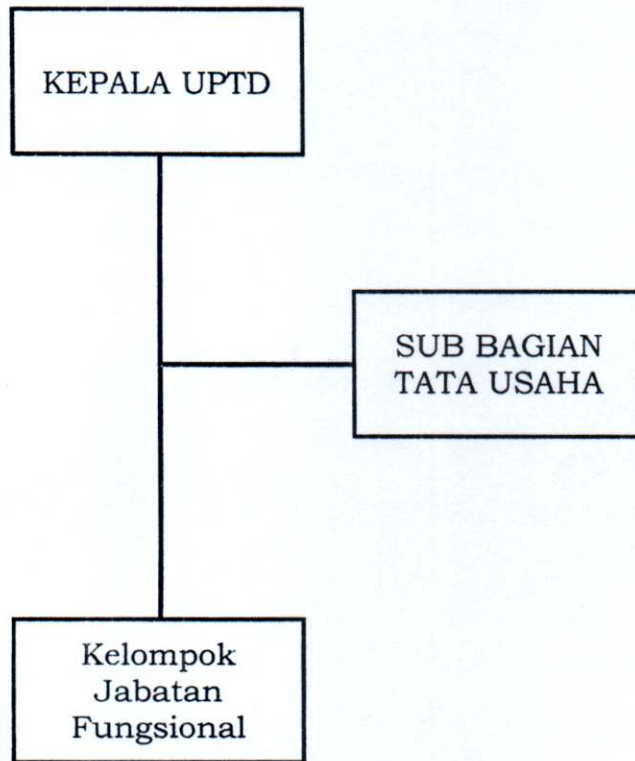 KEPALA UPTD
SUB BAGIAN
TATA USAHA
Kelompok
Jabatan
Fungsional